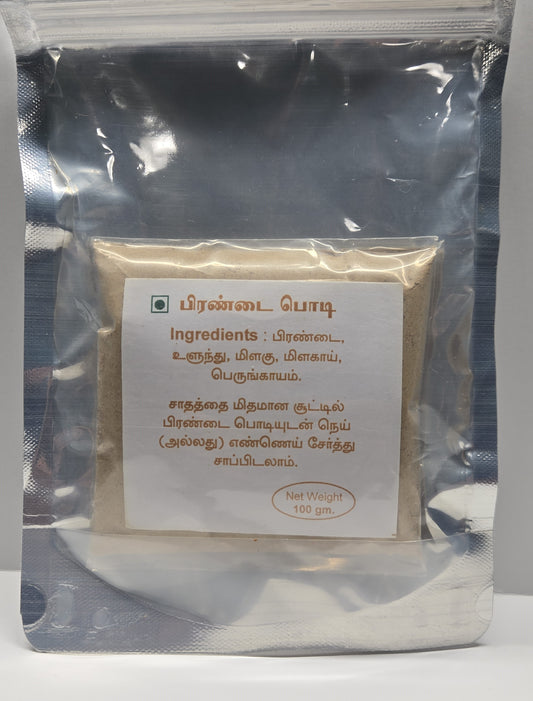 பிரண்டை பொடி
Ingredients : பிரண்டை,
உளுந்து, மிளகு, மிளகாய்,
பெருங்காயம்.
சாதத்தை மிதமான சூட்டில்
பிரண்டை பொடியுடன் நெய்
(அல்லது) எண்ணெய் சேர்த்து
சாப்பிடலாம்.
Net Weight
100 gm.